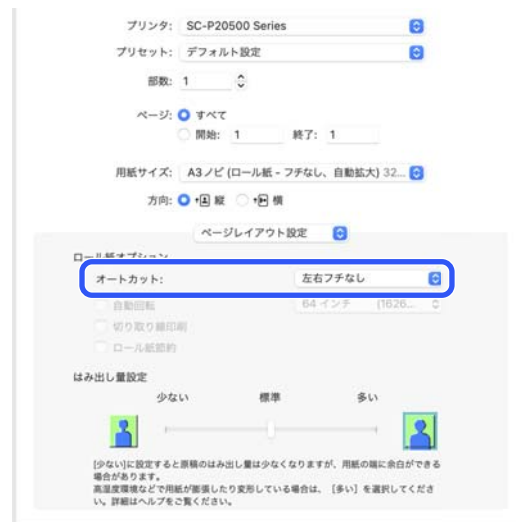 プリンタ: SC-P20500 Series
プリセット: デフォルト設定
部数: 1
ページ: すべて
開始: 1 終了: 1
用紙サイズ: A3ノビ (ロール紙 - フチなし、自動拡大) 32...
方向: 縦 横
ページレイアウト設定
ロール紙オプション
オートカット: 左右フチなし
自動回転 64 インチ (1626...
切り取り線印刷
ロール紙節約
はみ出し量設定
少ない 標準 多い
[少ない]に設定すると原稿のはみ出し量は少なくなりますが、用紙の端に余白ができる
場合があります。
高湿度環境などで用紙が膨張したり変形している場合は、[多い] を選択してくださ
い。詳細はヘルプをご覧ください。